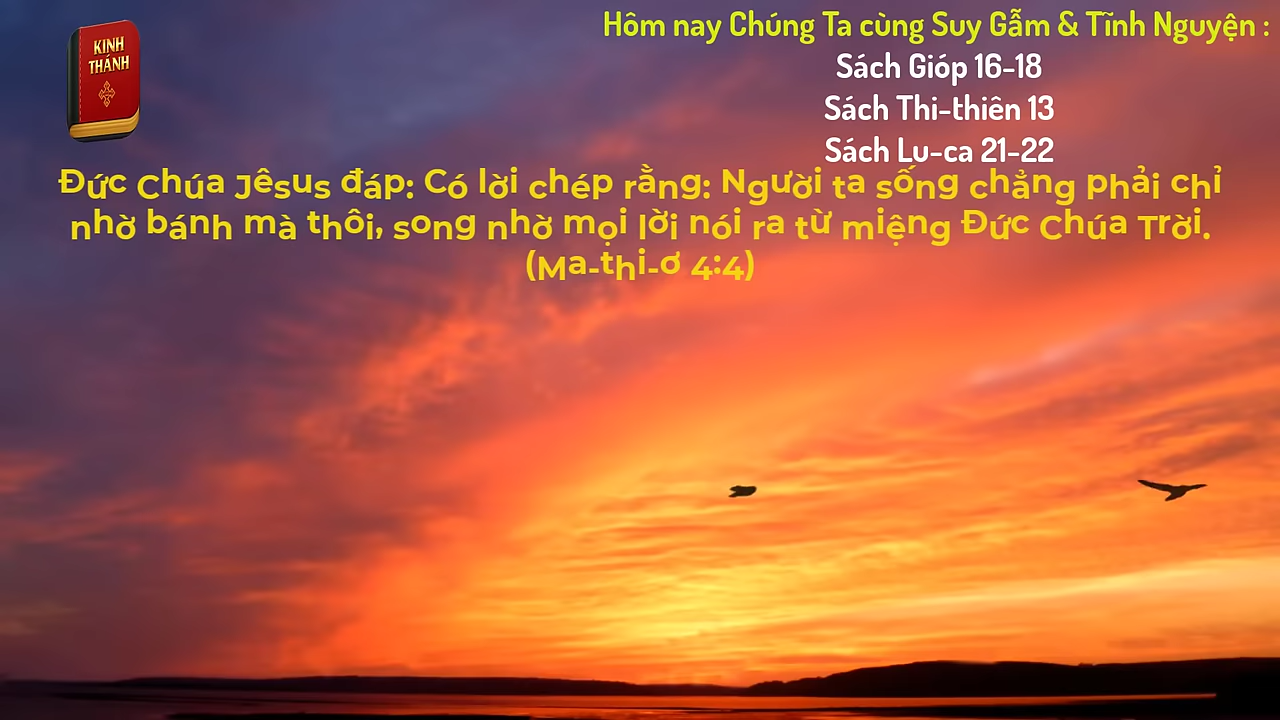 KINH
THÁNH
Hôm nay Chúng Ta cùng Suy Gẫm & Tĩnh Nguyện :
Sách Gióp 16-18
Sách Thi-thiên 13
Sách Lu-ca 21-22
Đức Chúa Jêsus đáp: Có lời chép rằng: Người ta sống chẳng phải chỉ
nhờ bánh mà thôi, song nhờ mọi lời nói ra từ miệng Đức Chúa Trời.
(Ma-thi-ơ 4:4)